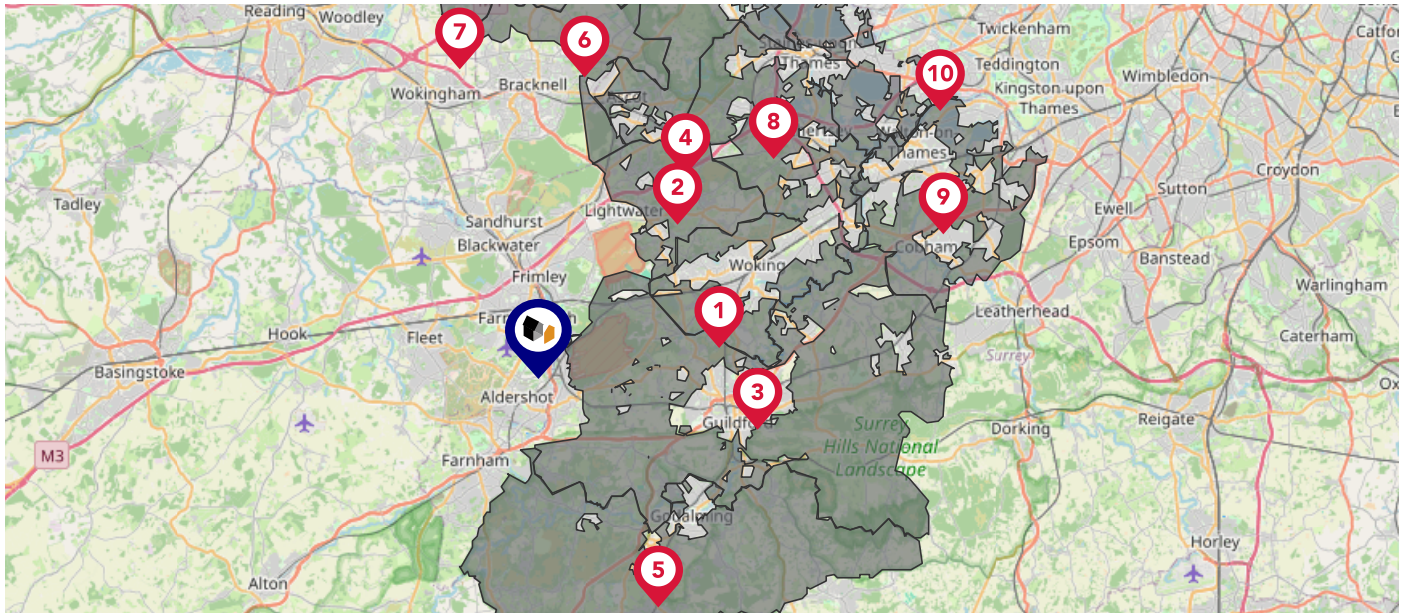 Reading
Woodley
Twickenham
Teddington
Kingston upon
Thames
Wimbledon
7
6
10
Wokingham
Bracknell
Thames
4
8
Walton-on-
Thames
Croydon
2
9
Sutton
Tadley
Sandhurst
Blackwater
Lightwater
Ewell
Epsom
Cobham
Banstead
Woking
Frimley
Warlingham
Hook
Fleet
1
Leatherhead
Caterham
Surrey
Basingstoke
Aldershot
3
Guildford
Surrey
Hills National
Landscape
Dorking
Reigate
M3
Farnham
Godalming
Horley
5
Alton